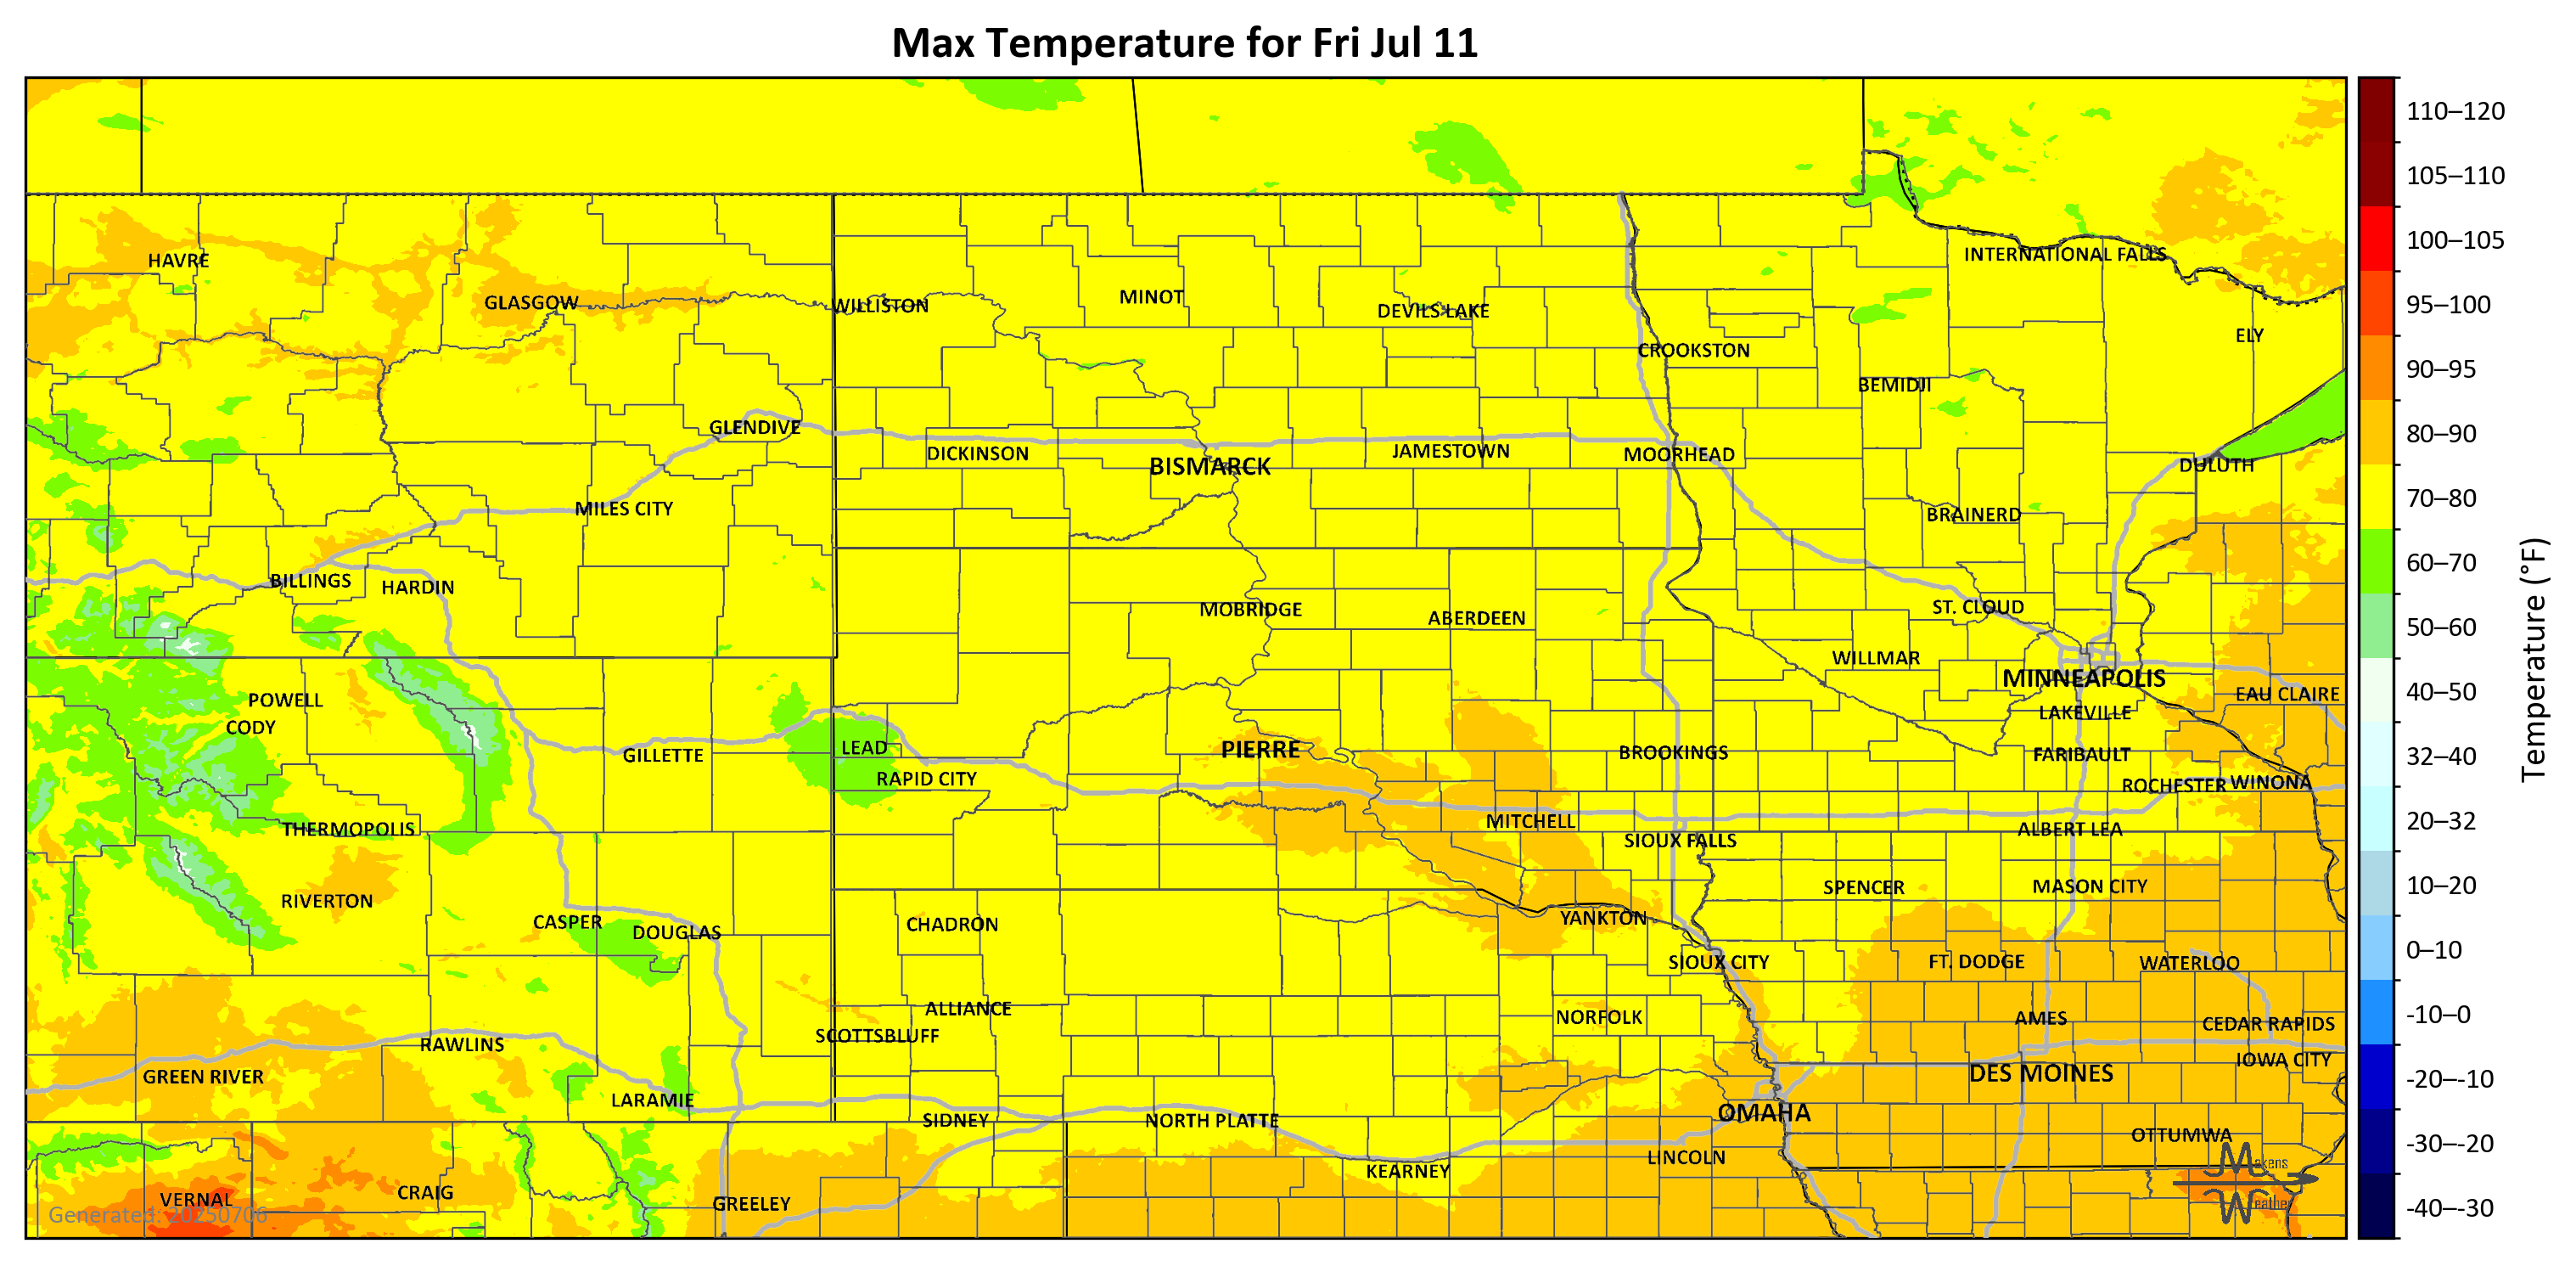 Max Temperature for Fri Jul 11
110–120
105–110
100–105
95–100
90–95
80–90
70–80
60–70
50–60
40–50
32–40
20–32
10–20
0–10
-10–0
-20–-10
-30–-20
-40–-30
Temperature (°F)
HAVRE
INTERNATIONAL FALLS
GLASGOW
WILLISTON
MINOT
DEVILS LAKE
ELY
CROOKSTON
BEMIDJI
GLENDIVE
DICKINSON
BISMARCK
JAMESTOWN
MOORHEAD
DULUTH
MILES CITY
BRAINERD
BILLINGS
HARDIN
MOBRIDGE
ABERDEEN
ST. CLOUD
WILLMAR
MINNEAPOLIS
POWELL
EAU CLAIRE
CODY
LAKEVILLE
GILLETTE
LEAD
PIERRE
BROOKINGS
FARIBAULT
RAPID CITY
ROCHESTER
WINONA
THERMOPOLIS
MITCHELL
SIOUX FALLS
ALBERT LEA
RIVERTON
SPENCER
MASON CITY
CASPER
DOUGLAS
CHADRON
YANKTON
SIOUX CITY
FT. DODGE
WATERLOO
ALLIANCE
NORFOLK
AMES
CEDAR RAPIDS
SCOTTSBLUFF
RAWLINS
IOWA CITY
GREEN RIVER
DES MOINES
LARAMIE
SIDNEY
NORTH PLATTE
OMAHA
OTTUMWA
KEARNEY
LINCOLN
VERNAL
CRAIG
GREELEY
Makens
Weather
Generated: 20250706